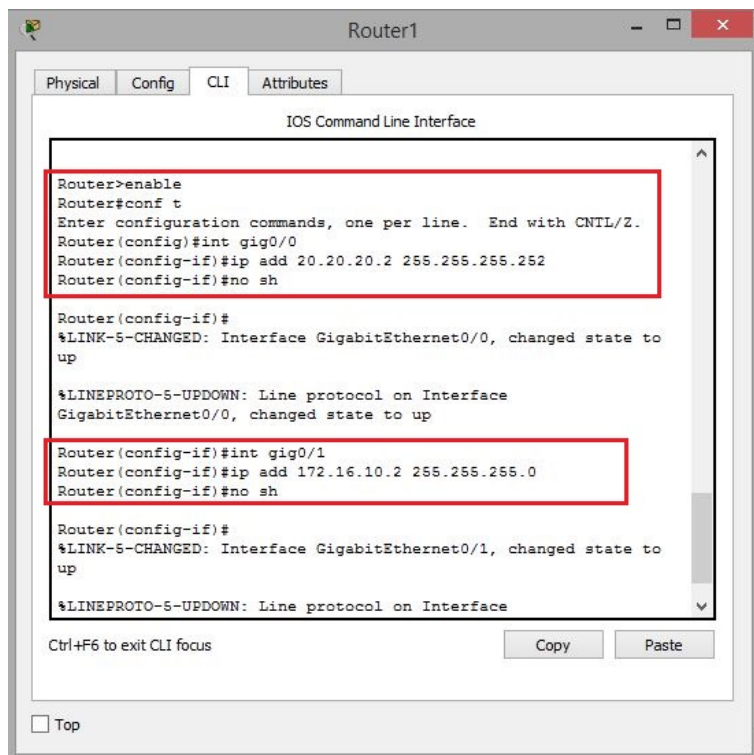 Router1
Physical
Config
CLI
Attributes
IOS Command Line Interface
Router>enable
Router#conf t
Enter configuration commands, one per line.  End with CNTL/Z.
Router(config)#int gig0/0
Router(config-if)#ip add 20.20.20.2 255.255.255.252
Router(config-if)#no sh
Router(config-if)#
%LINK-5-CHANGED: Interface GigabitEthernet0/0, changed state to
up
%LINEPROTO-5-UPDOWN: Line protocol on Interface
GigabitEthernet0/0, changed state to up
Router(config-if)#int gig0/1
Router(config-if)#ip add 172.16.10.2 255.255.255.0
Router(config-if)#no sh
Router(config-if)#
%LINK-5-CHANGED: Interface GigabitEthernet0/1, changed state to
up
%LINEPROTO-5-UPDOWN: Line protocol on Interface
Ctrl+F6 to exit CLI focus
Copy
Paste
Top